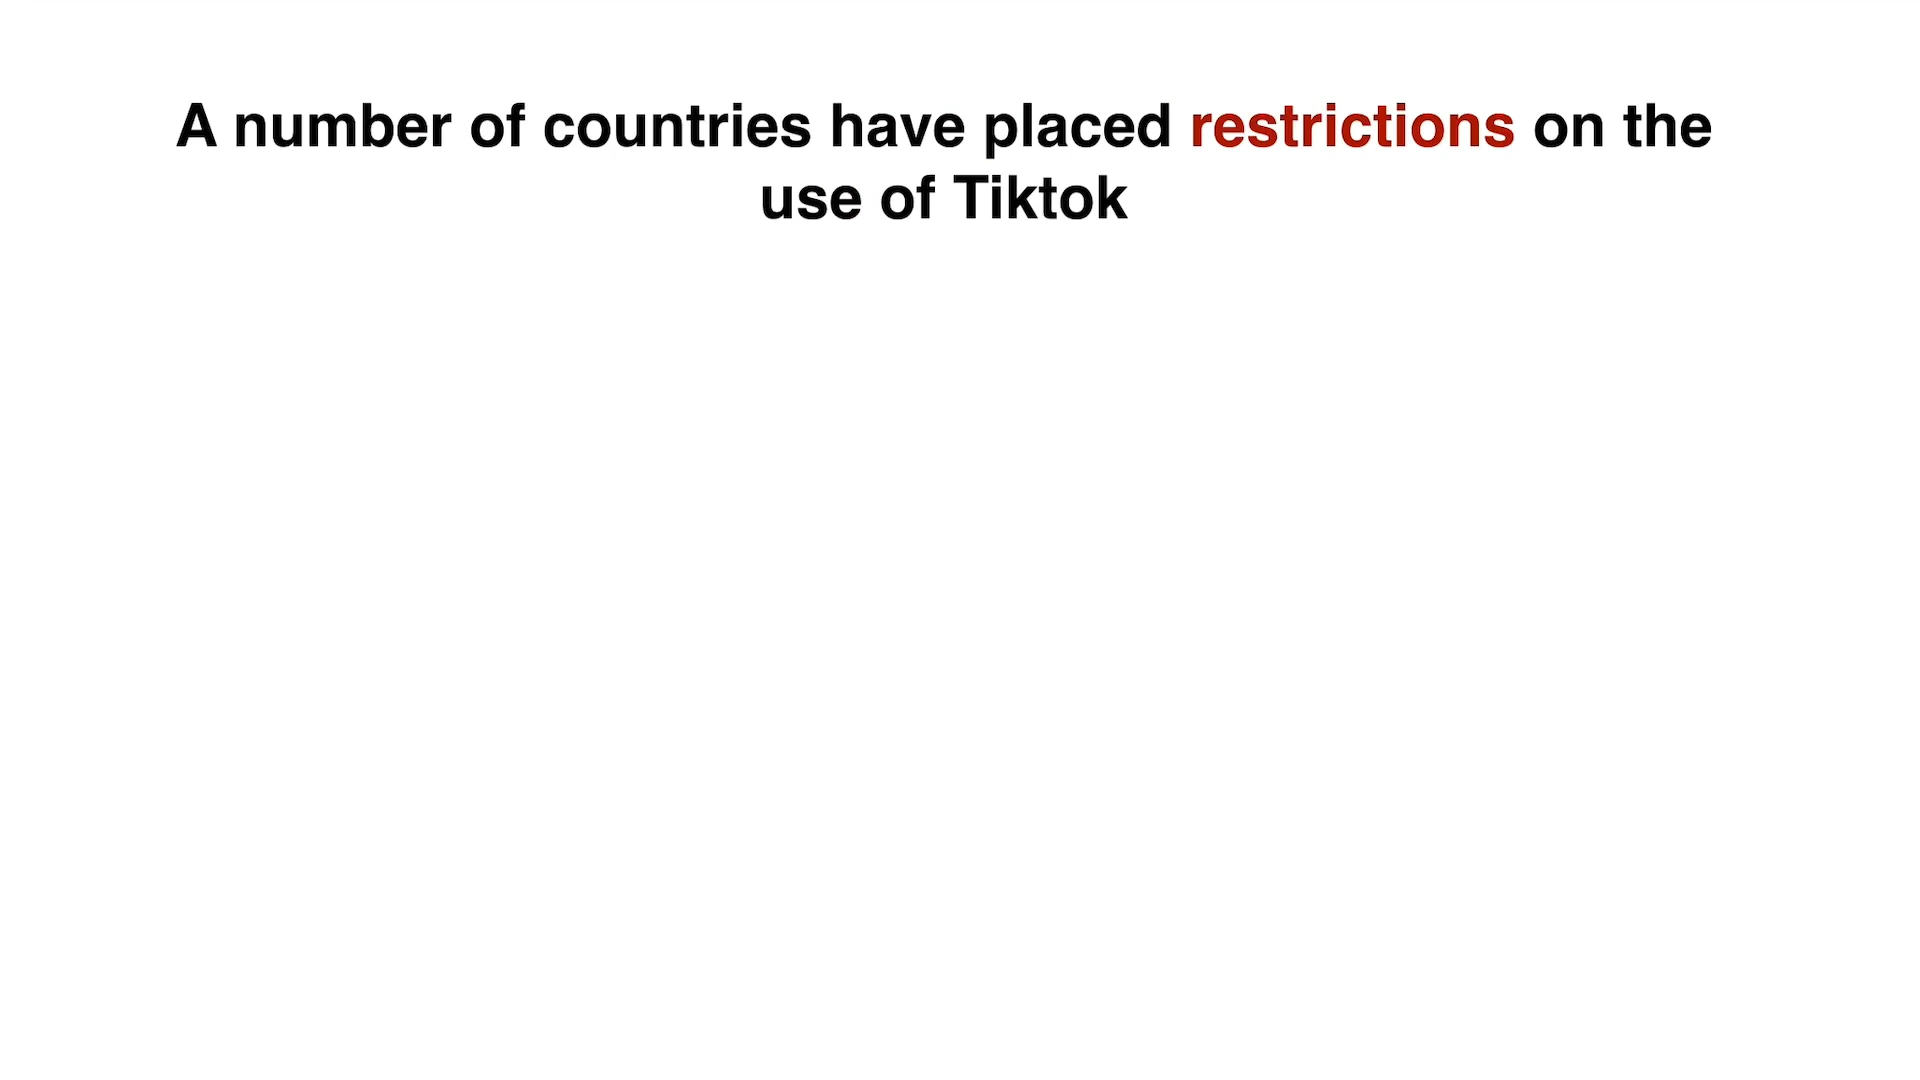 A number of countries have placed restrictions on the
use of Tiktok